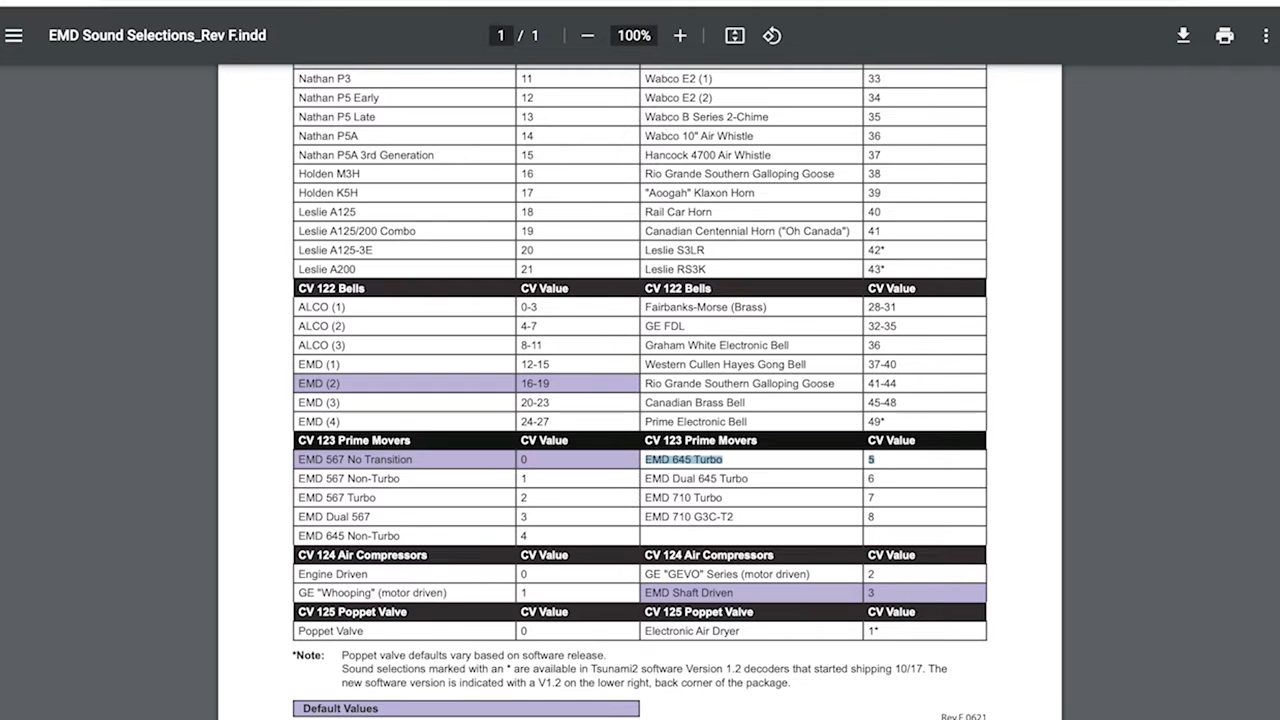 EMD Sound Selections_Rev F.indd
1 / 1
100%
Nathan P3 11 Wabco E2 (1) 33
Nathan P5 Early 12 Wabco E2 (2) 34
Nathan P5 Late 13 Wabco B Series 2-Chime 35
Nathan P5A 14 Wabco 10" Air Whistle 36
Nathan P5A 3rd Generation 15 Hancock 4700 Air Whistle 37
Holden M3H 16 Rio Grande Southern Galloping Goose 38
Holden K5H 17 "Aoogah" Klaxon Horn 39
Leslie A125 18 Rail Car Horn 40
Leslie A125/200 Combo 19 Canadian Centennial Horn ("Oh Canada") 41
Leslie A125-3E 20 Leslie S3LR 42*
Leslie A200 21 Leslie RS3K 43*
CV 122 Bells CV Value CV 122 Bells CV Value
ALCO (1) 0-3 Fairbanks-Morse (Brass) 28-31
ALCO (2) 4-7 GE FDL 32-35
ALCO (3) 8-11 Graham White Electronic Bell 36
EMD (1) 12-15 Western Cullen Hayes Gong Bell 37-40
EMD (2) 16-19 Rio Grande Southern Galloping Goose 41-44
EMD (3) 20-23 Canadian Brass Bell 45-48
EMD (4) 24-27 Prime Electronic Bell 49*
CV 123 Prime Movers CV Value CV 123 Prime Movers CV Value
EMD 567 No Transition 0 EMD 645 Turbo 5
EMD 567 Non-Turbo 1 EMD Dual 645 Turbo 6
EMD 567 Turbo 2 EMD 710 Turbo 7
EMD Dual 567 3 EMD 710 G3C-T2 8
EMD 645 Non-Turbo 4
CV 124 Air Compressors CV Value CV 124 Air Compressors CV Value
Engine Driven 0 GE "GEVO" Series (motor driven) 2
GE "Whooping" (motor driven) 1 EMD Shaft Driven 3
CV 125 Poppet Valve CV Value CV 125 Poppet Valve CV Value
Poppet Valve 0 Electronic Air Dryer 1*
*Note: Poppet valve defaults vary based on software release.
Sound selections marked with an * are available in Tsunami2 software Version 1.2 decoders that started shipping 10/17. The
new software version is indicated with a V1.2 on the lower right, back corner of the package.
Default Values
Rev F 0621